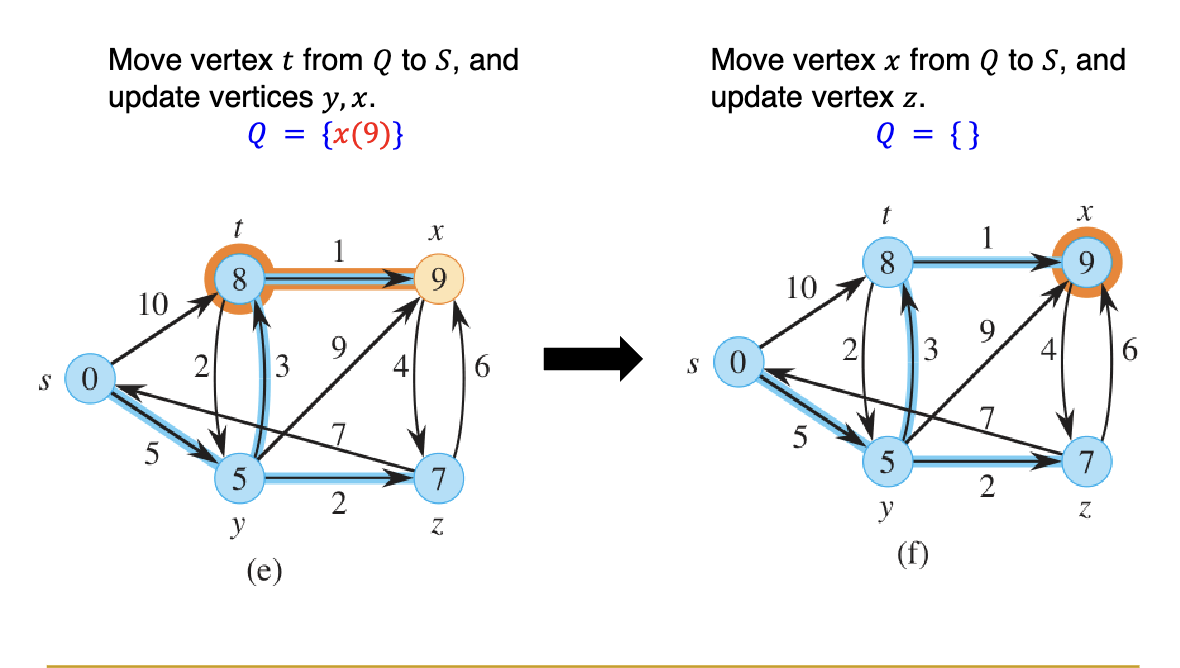 Move vertex t from Q to S, and
update vertices y, x.
Q = {x(9)}
t
x
1
8
9
10
2
3
9
4
6
s
0
7
5
5
7
2
y
z
(e)
Move vertex x from Q to S, and
update vertex z.
Q = { }
t
x
1
8
9
10
2
3
9
4
6
s
0
7
5
5
7
2
y
z
(f)